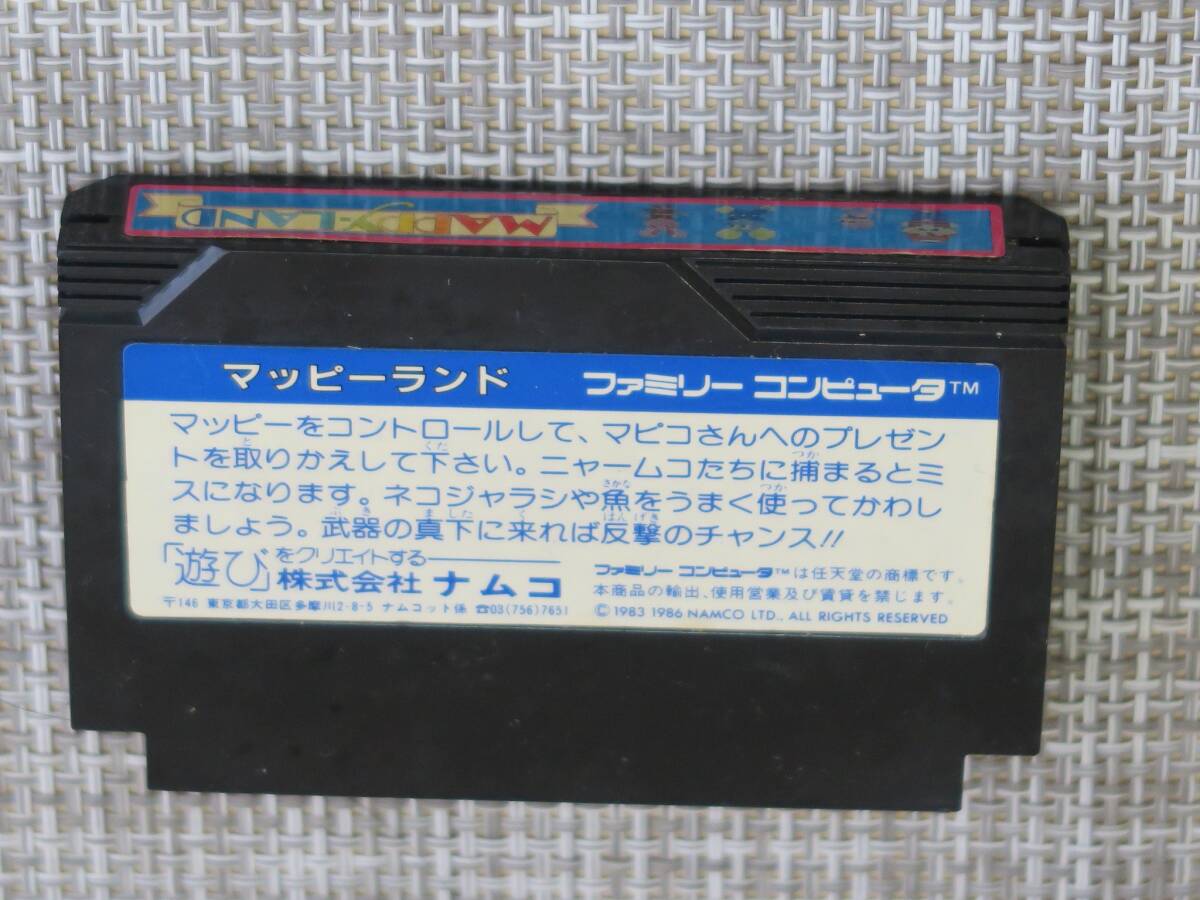 MAPPY-LAND
マッピーランド ファミリー コンピュータ™
マッピーをコントロールして、マピコさんへのプレゼン
トを取りかえして下さい。ニャームコたちに捕まるとミ
スになります。ネコジャラシや魚をうまく使ってかわし
ましょう。武器の真下に来れば反撃のチャンス!!
「遊び」をクリエイトする
株式会社 ナムコ
〒146 東京都大田区多摩川2-8-5 ナムコット係 ☎03(756)7651
ファミリー コンピュータ™は任天堂の商標です。
本商品の輸出、使用営業及び賃貸を禁じます。
©1983 1986 NAMCO LTD., ALL RIGHTS RESERVED